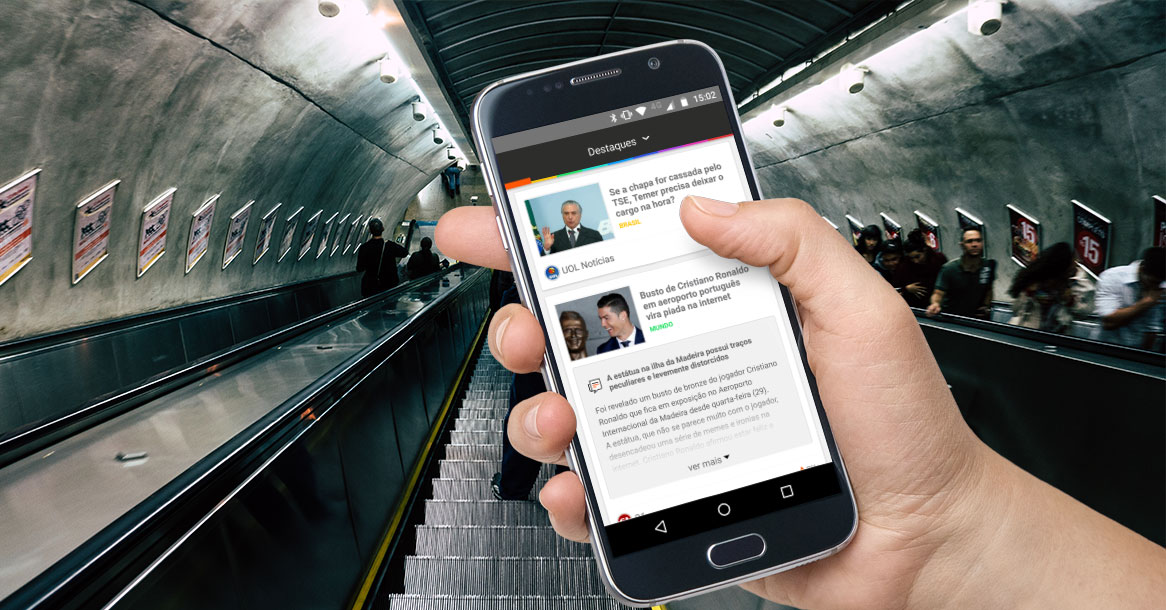 15:02
Destaques
Se a chapa for cassada pelo
TSE, Temer precisa deixar o
cargo na hora?
BRASIL
UOL Notícias
Busto de Cristiano Ronaldo
em aeroporto português
vira piada na internet
MUNDO
A estátua na ilha da Madeira possui traços
peculiares e levemente distorcidos
Foi revelado um busto de bronze do jogador Cristiano
Ronaldo que fica em exposição no Aeroporto
Internacional da Madeira desde quarta-feira (29).
A estátua, que não se parece muito com o jogador,
desencadeou uma série de memes e ironias na
internet. Cristiano Ronaldo afirmou estar feliz e
ver mais
15
15